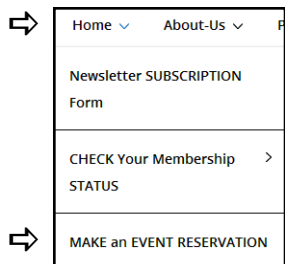 Home About-Us
Newsletter SUBSCRIPTION
Form
CHECK Your Membership
STATUS
MAKE an EVENT RESERVATION